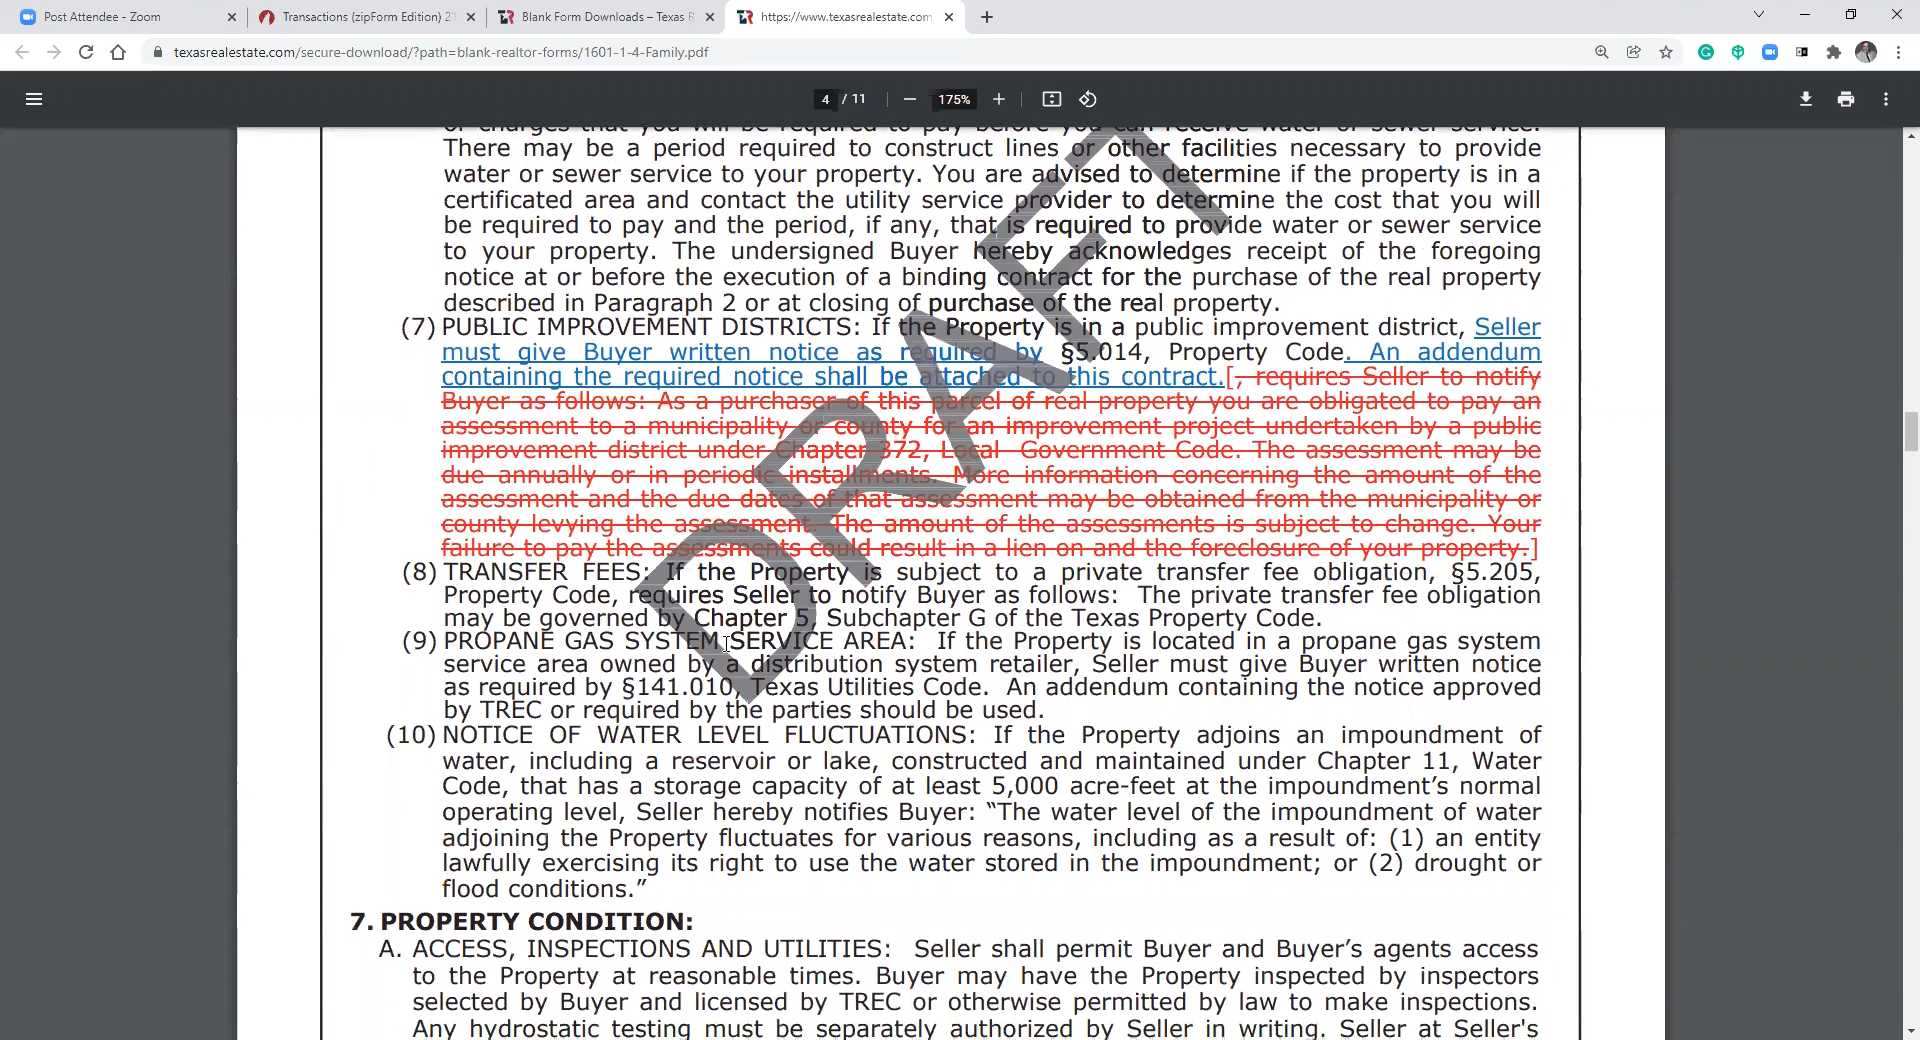 Post Attendee - Zoom
Transactions (zipForm Edition) 2
Blank Form Downloads – Texas R
https://www.texasrealestate.com
texasrealestate.com/secure-download/?path=blank-realtor-forms/1601-1-4-Family.pdf
4 / 11
175%
or charges that you will be required to pay before you can receive water or sewer service.
There may be a period required to construct lines or other facilities necessary to provide
water or sewer service to your property. You are advised to determine if the property is in a
certificated area and contact the utility service provider to determine the cost that you will
be required to pay and the period, if any, that is required to provide water or sewer service
to your property. The undersigned Buyer hereby acknowledges receipt of the foregoing
notice at or before the execution of a binding contract for the purchase of the real property
described in Paragraph 2 or at closing of purchase of the real property.
(7) PUBLIC IMPROVEMENT DISTRICTS: If the Property is in a public improvement district, Seller
must give Buyer written notice as required by §5.014, Property Code. An addendum
containing the required notice shall be attached to this contract.[, requires Seller to notify
Buyer as follows: As a purchaser of this parcel of real property you are obligated to pay an
assessment to a municipality or county for an improvement project undertaken by a public
improvement district under Chapter 372, Local Government Code. The assessment may be
due annually or in periodic installments. More information concerning the amount of the
assessment and the due dates of that assessment may be obtained from the municipality or
county levying the assessment. The amount of the assessments is subject to change. Your
failure to pay the assessments could result in a lien on and the foreclosure of your property.]
(8) TRANSFER FEES: If the Property is subject to a private transfer fee obligation, §5.205,
Property Code, requires Seller to notify Buyer as follows: The private transfer fee obligation
may be governed by Chapter 5, Subchapter G of the Texas Property Code.
(9) PROPANE GAS SYSTEM SERVICE AREA: If the Property is located in a propane gas system
service area owned by a distribution system retailer, Seller must give Buyer written notice
as required by §141.010, Texas Utilities Code. An addendum containing the notice approved
by TREC or required by the parties should be used.
(10) NOTICE OF WATER LEVEL FLUCTUATIONS: If the Property adjoins an impoundment of
water, including a reservoir or lake, constructed and maintained under Chapter 11, Water
Code, that has a storage capacity of at least 5,000 acre-feet at the impoundment’s normal
operating level, Seller hereby notifies Buyer: “The water level of the impoundment of water
adjoining the Property fluctuates for various reasons, including as a result of: (1) an entity
lawfully exercising its right to use the water stored in the impoundment; or (2) drought or
flood conditions.”
7. PROPERTY CONDITION:
A. ACCESS, INSPECTIONS AND UTILITIES: Seller shall permit Buyer and Buyer’s agents access
to the Property at reasonable times. Buyer may have the Property inspected by inspectors
selected by Buyer and licensed by TREC or otherwise permitted by law to make inspections.
Any hydrostatic testing must be separately authorized by Seller in writing. Seller at Seller's
DRAFT